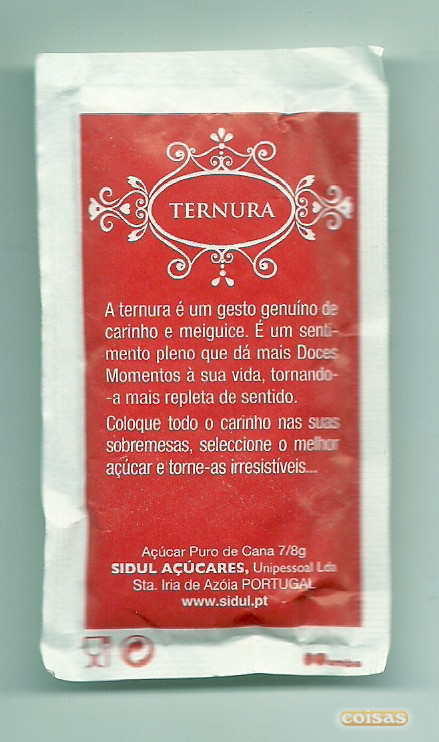 TERNURA
A ternura é um gesto genuíno de
carinho e meiguice. É um senti-
mento pleno que dá mais Doces
Momentos à sua vida, tornando-
-a mais repleta de sentido.
Coloque todo o carinho nas suas
sobremesas, seleccione o melhor
açúcar e torne-as irresistíveis...
Açúcar Puro de Cana 7/8g
SIDUL AÇÚCARES, Unipessoal Lda
Sta. Iria de Azóia PORTUGAL
www.sidul.pt
coisas